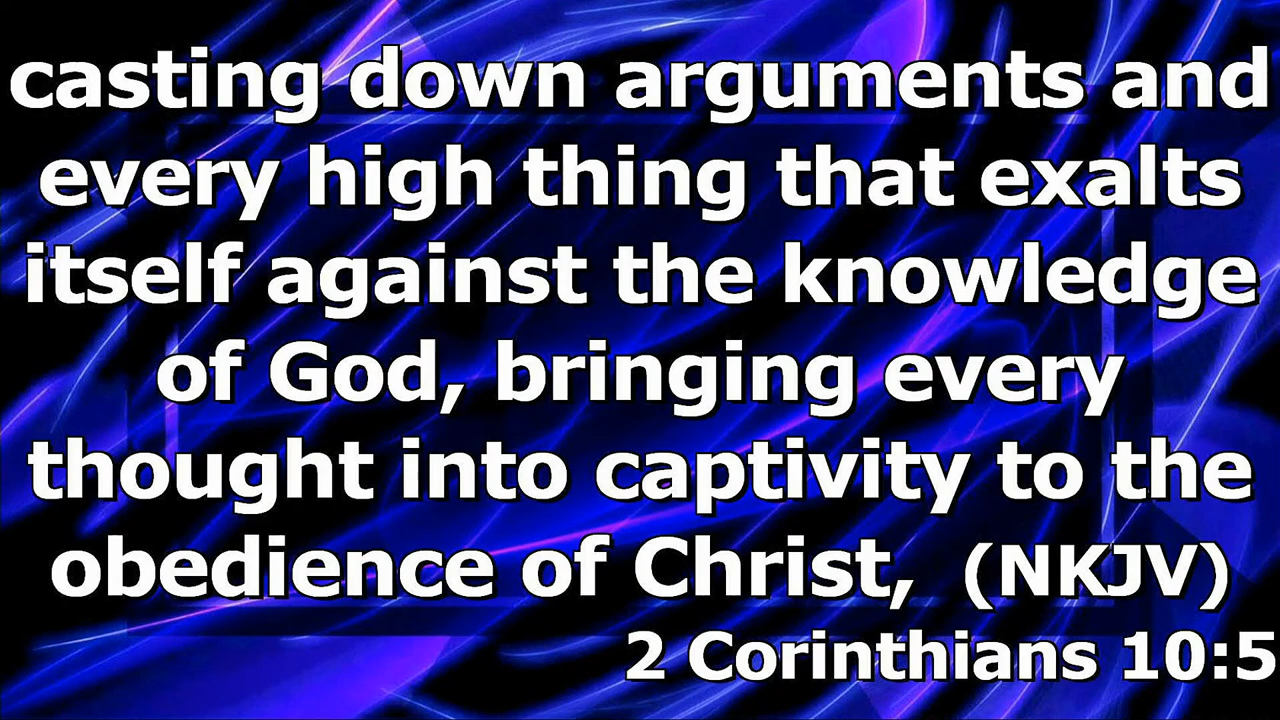 casting down arguments and
every high thing that exalts
itself against the knowledge
of God, bringing every
thought into captivity to the
obedience of Christ, (NKJV)
2 Corinthians 10:5